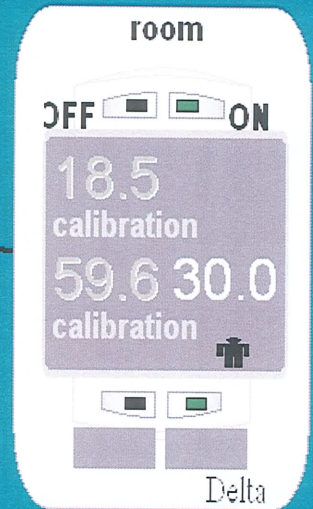 room
OFF ON
18.5
calibration
59.6 30.0
calibration
Delta